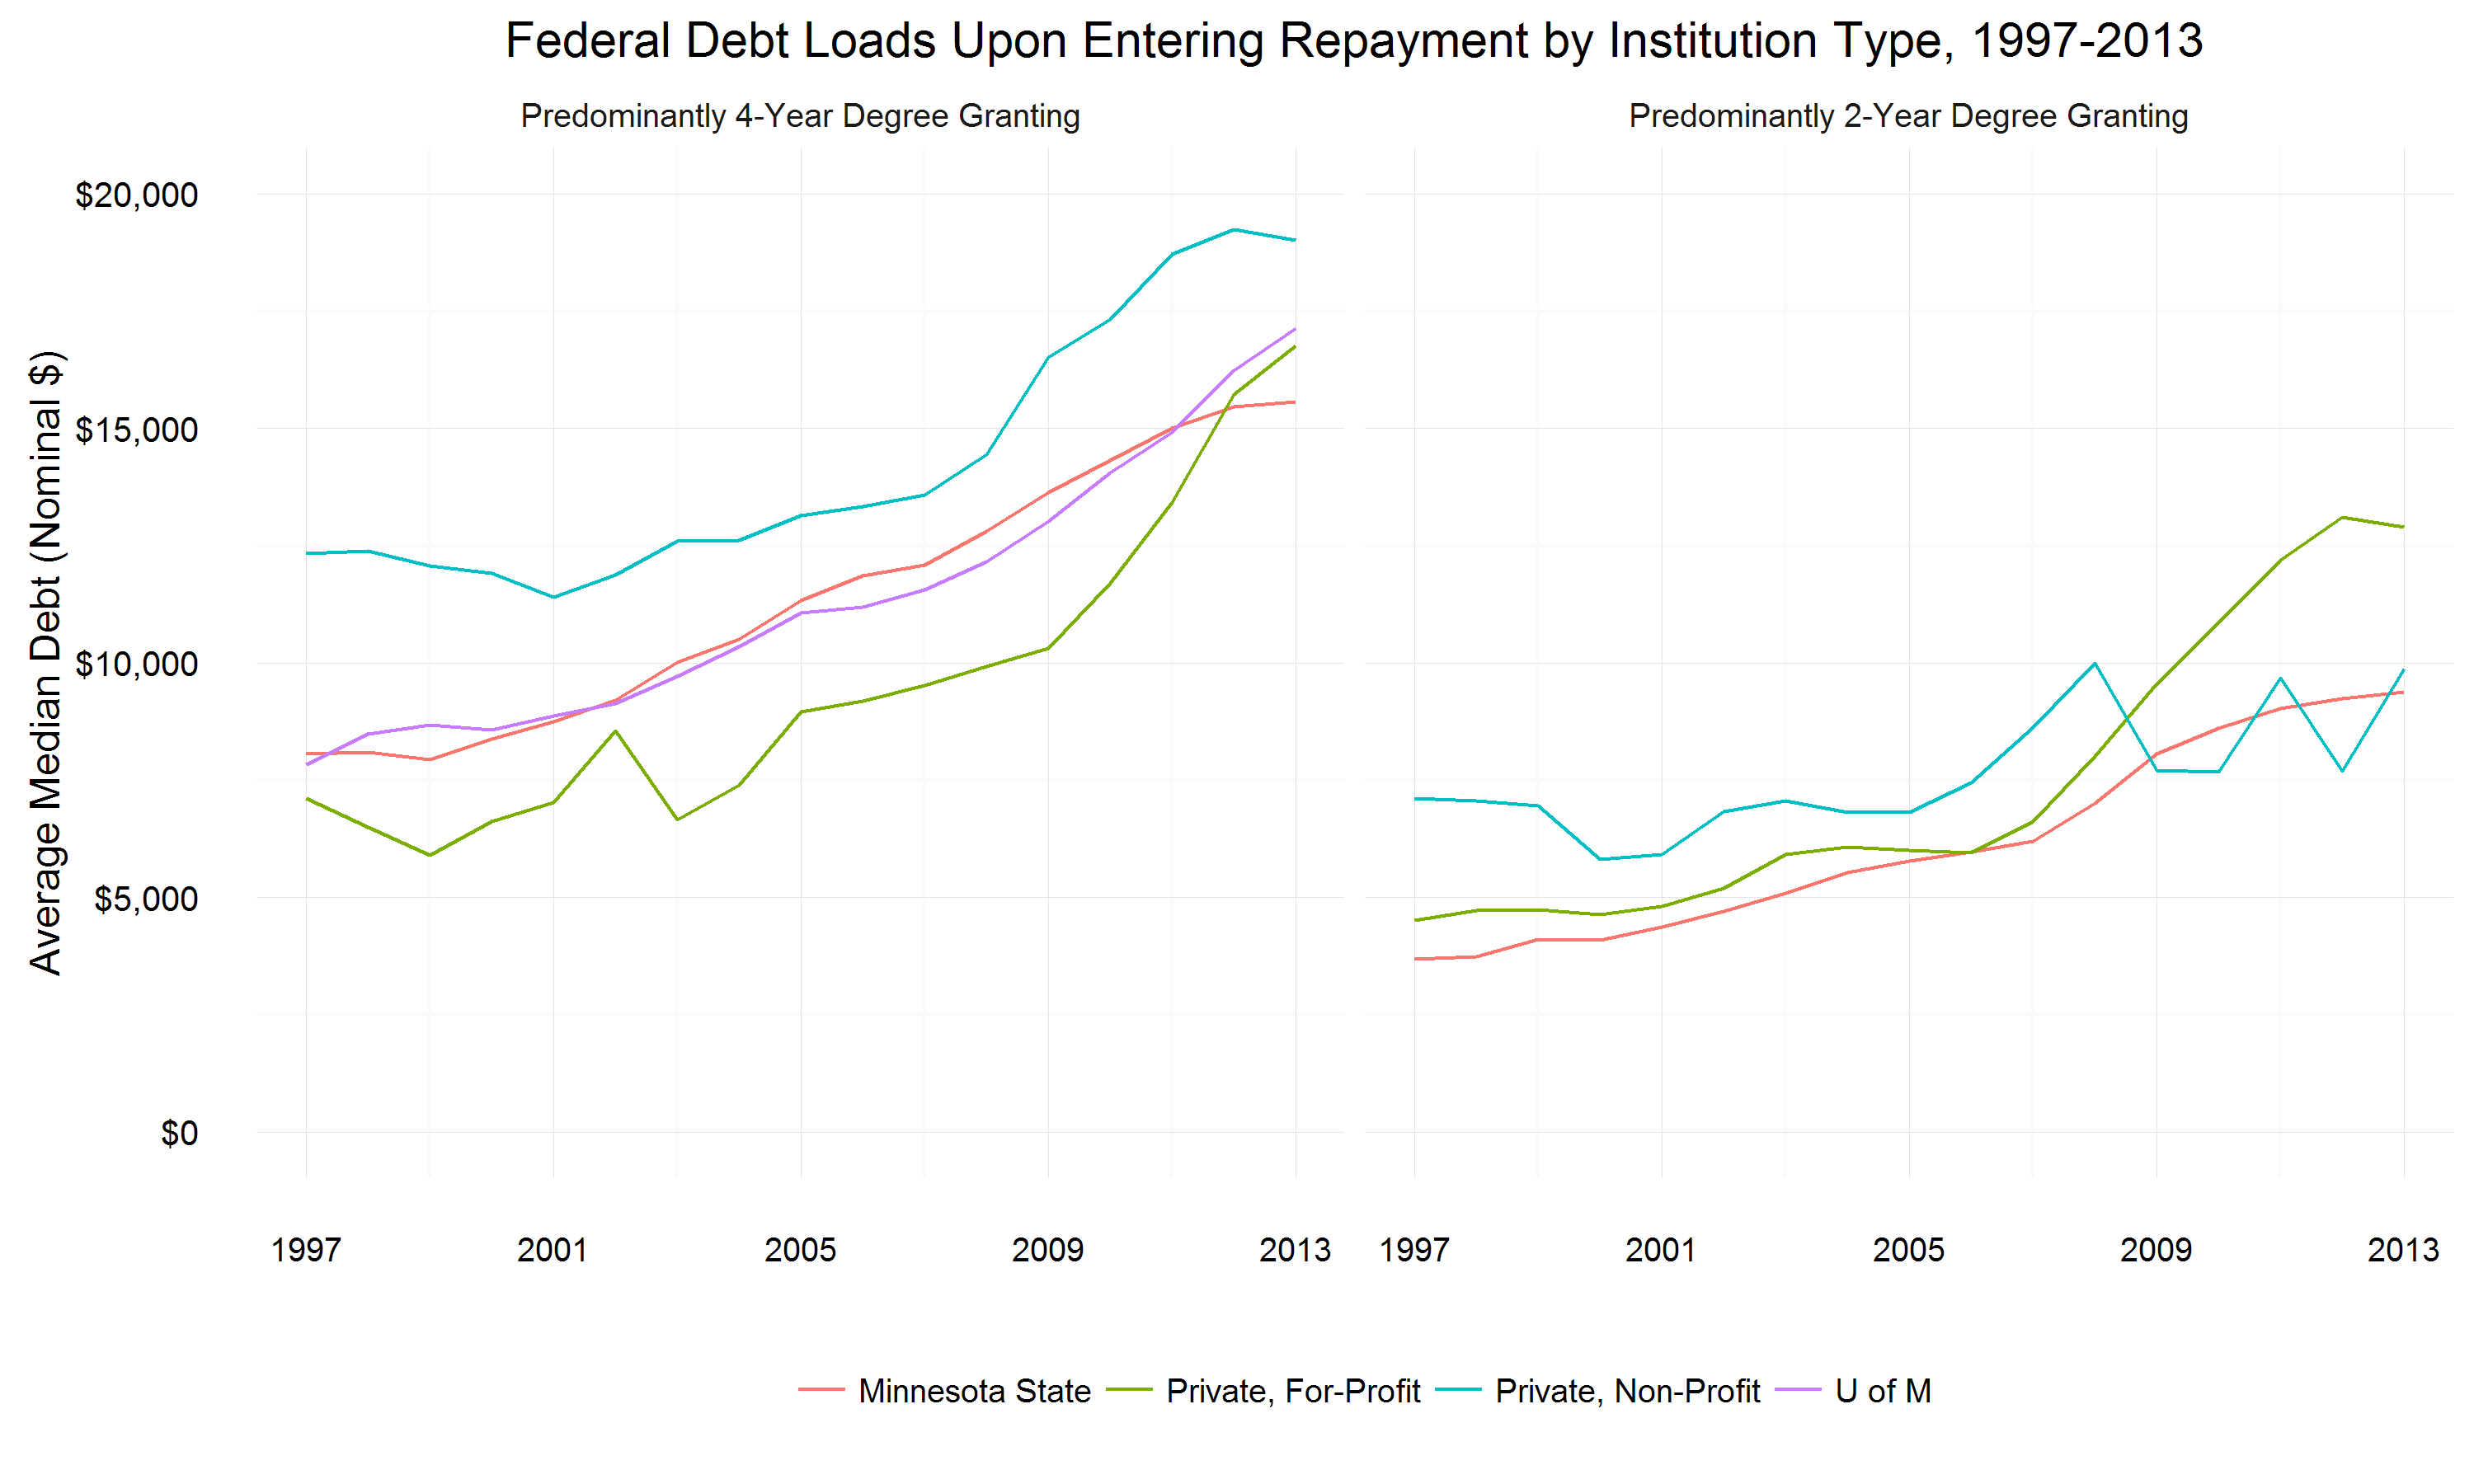 Federal Debt Loads Upon Entering Repayment by Institution Type, 1997-2013
Predominantly 4-Year Degree Granting
Predominantly 2-Year Degree Granting
Average Median Debt (Nominal $)
$20,000
$15,000
$10,000
$5,000
$0
1997 2001 2005 2009 2013
1997 2001 2005 2009 2013
Minnesota State Private, For-Profit Private, Non-Profit U of M